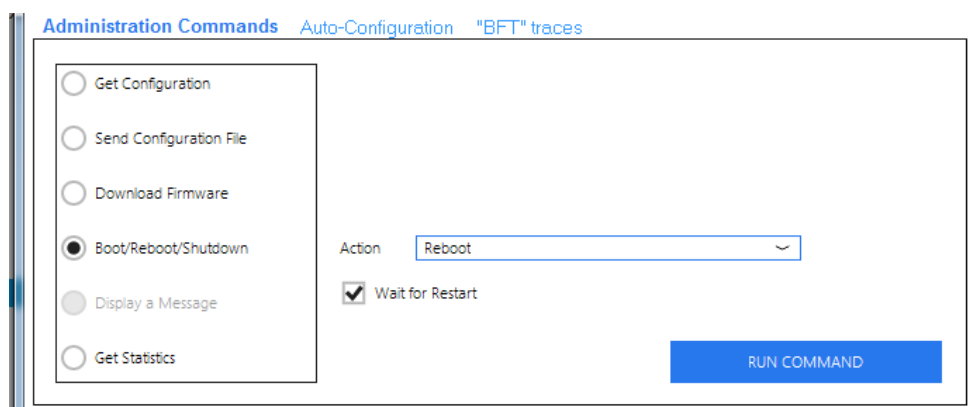 Administration Commands Auto-Configuration "BFT" traces
Get Configuration
Send Configuration File
Download Firmware
Boot/Reboot/Shutdown Action Reboot
Display a Message Wait for Restart
Get Statistics RUN COMMAND